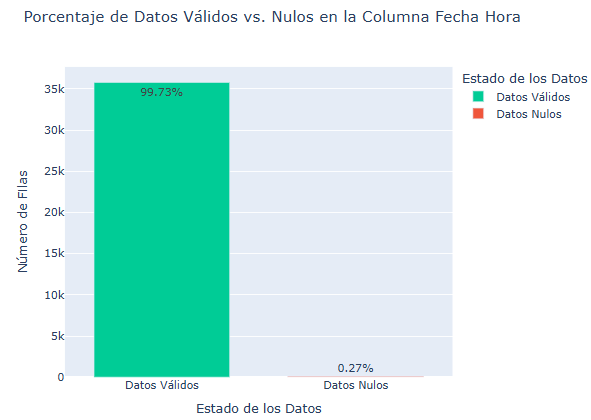 Porcentaje de Datos Válidos vs. Nulos en la Columna Fecha Hora
Estado de los Datos
Datos Válidos
Datos Nulos
Número de FIlas
35k
30k
25k
20k
15k
10k
5k
0
99.73%
0.27%
Datos Válidos
Datos Nulos
Estado de los Datos